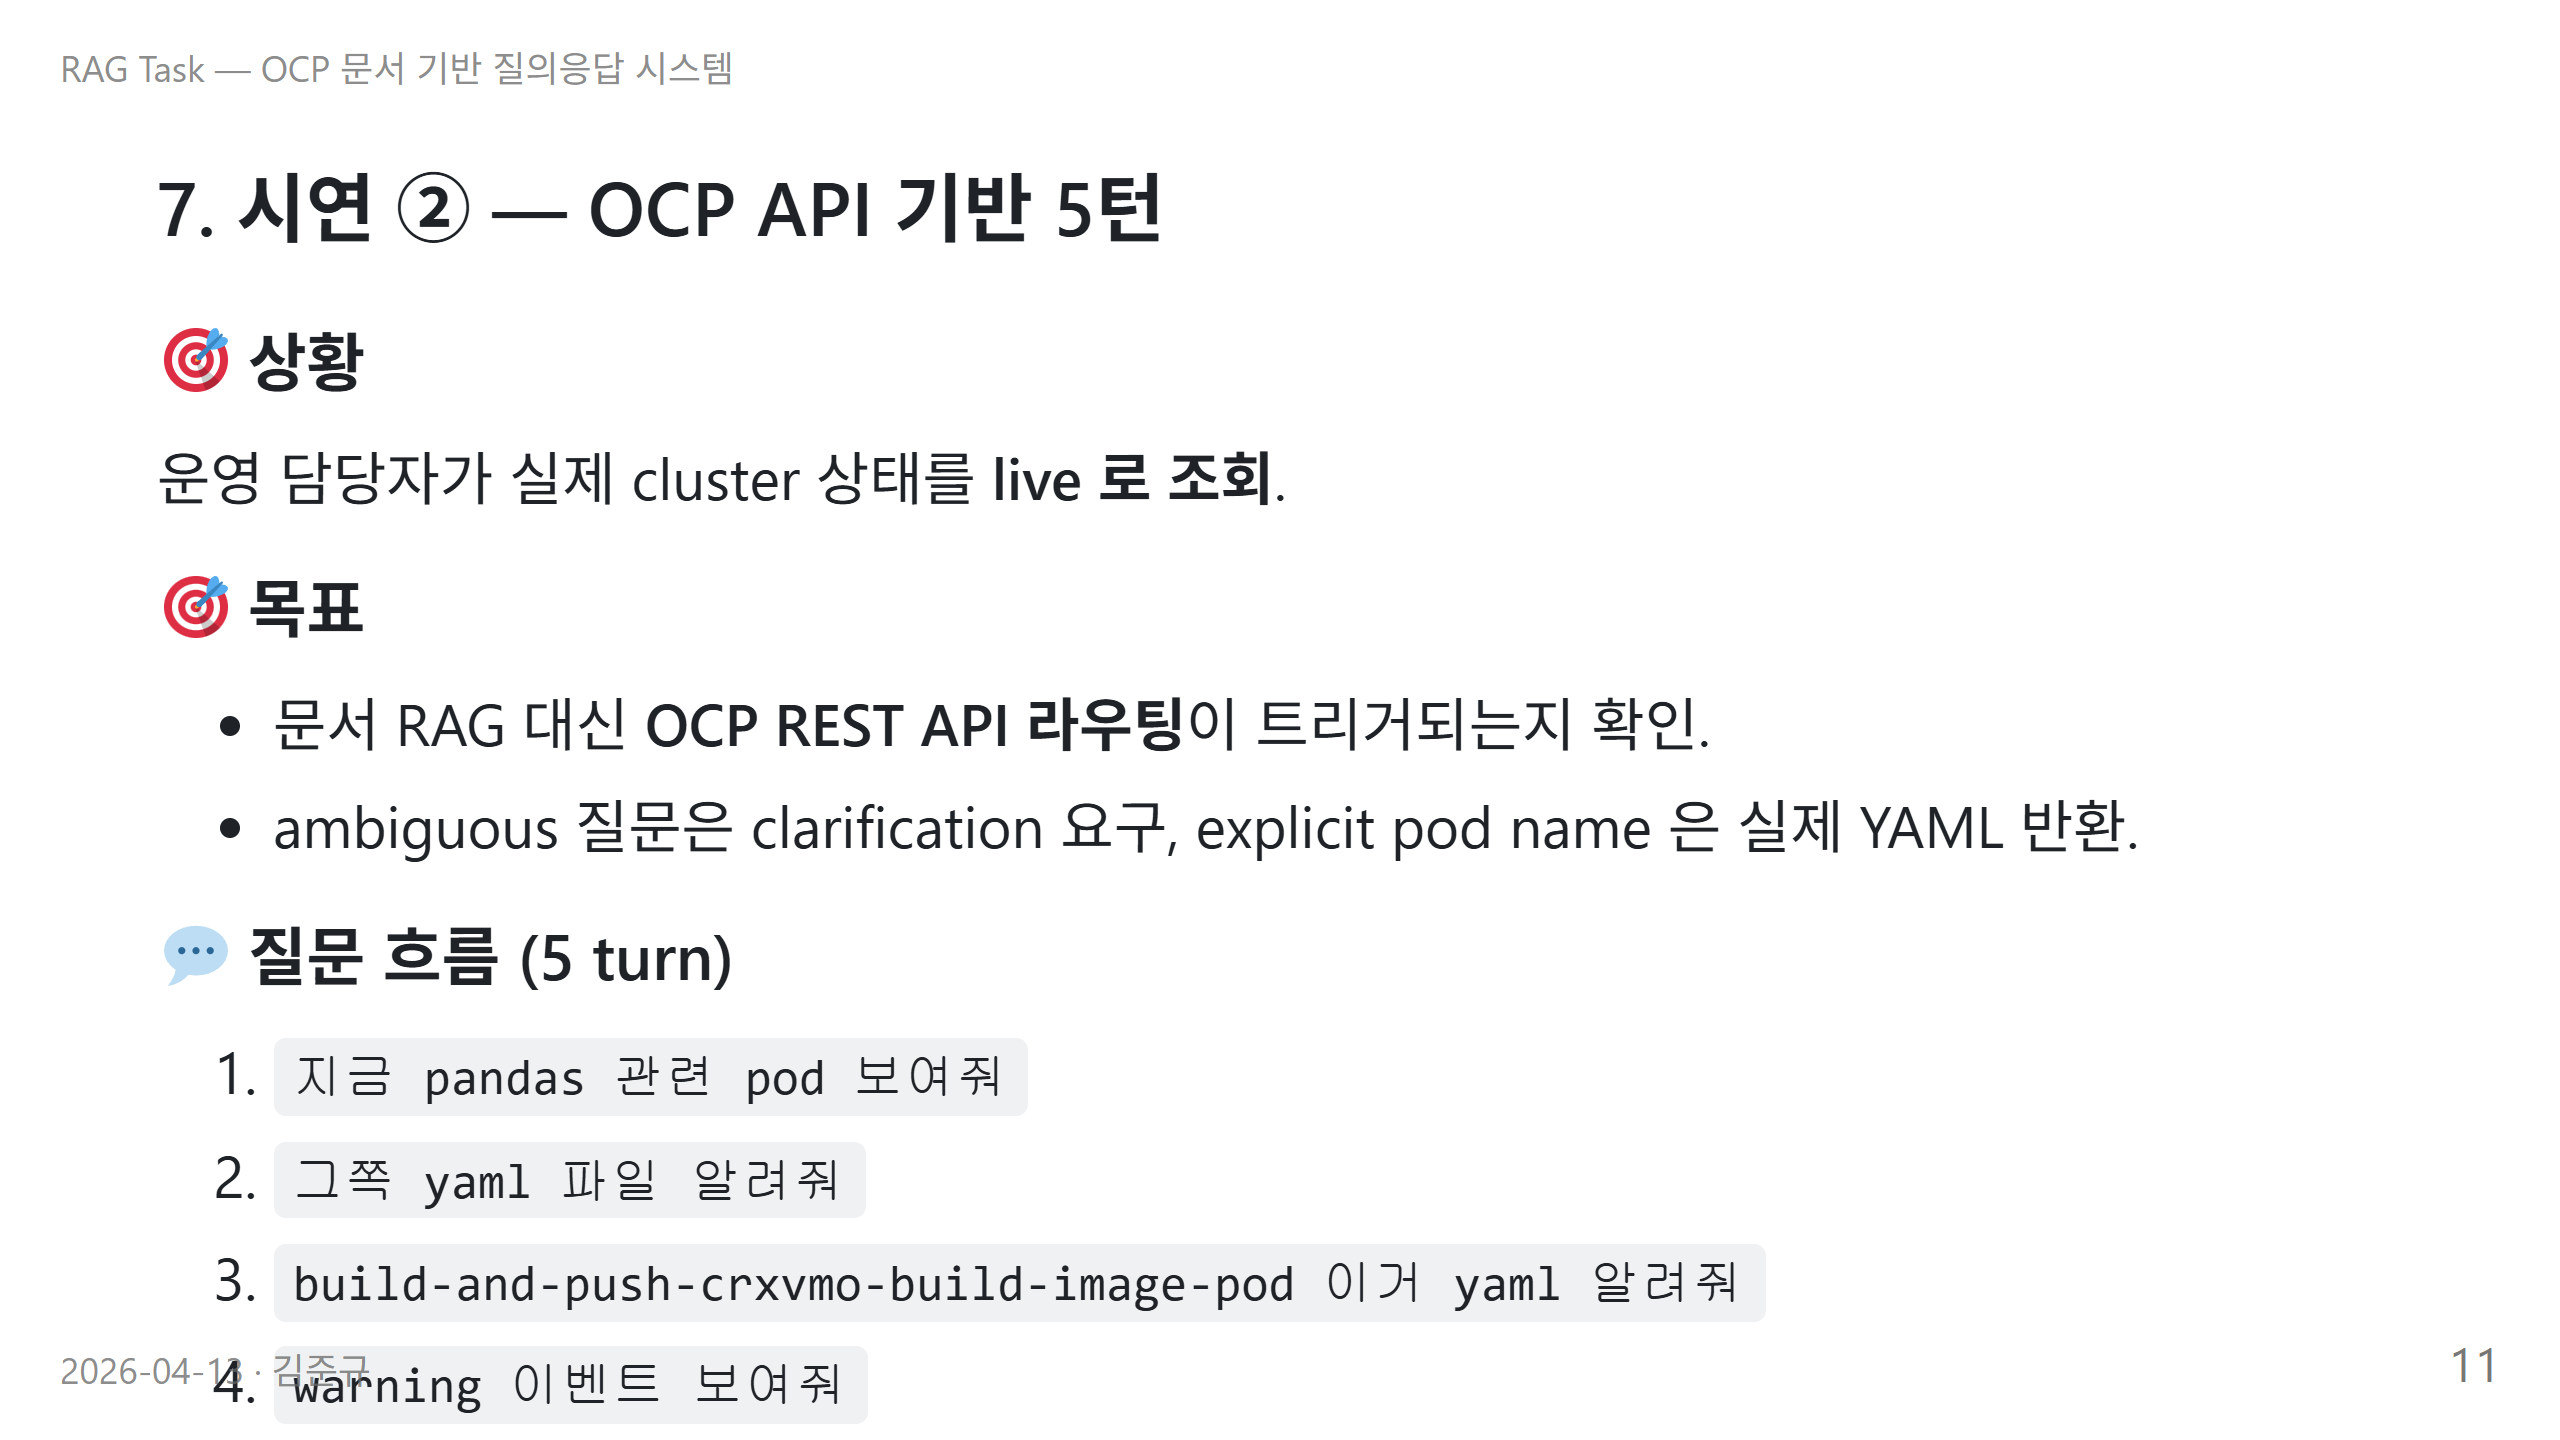 RAG Task — OCP 문서 기반 질의응답 시스템
7. 시연 ② — OCP API 기반 5턴
🎯 상황
운영 담당자가 실제 cluster 상태를 live 로 조회.
🎯 목표
• 문서 RAG 대신 OCP REST API 라우팅이 트리거되는지 확인.
• ambiguous 질문은 clarification 요구, explicit pod name 은 실제 YAML 반환.
💬 질문 흐름 (5 turn)
1. 지금 pandas 관련 pod 보여줘
2. 그쪽 yaml 파일 알려줘
3. build-and-push-crxvmo-build-image-pod 이거 yaml 알려줘
4. warning 이벤트 보여줘
2026-04-13 · 김준규
11